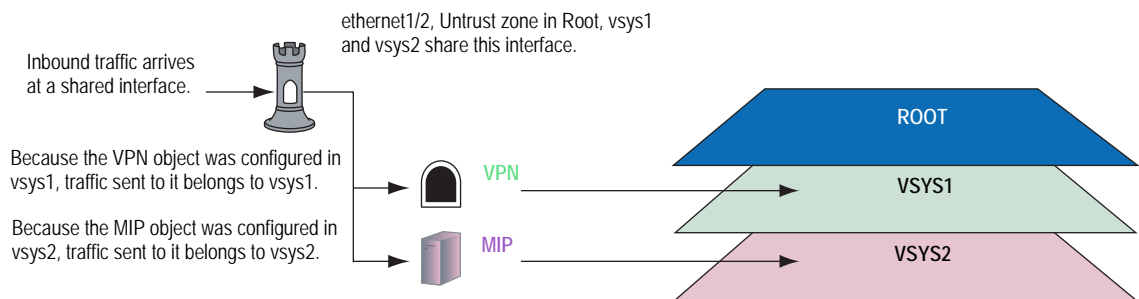 ethernet1/2, Untrust zone in Root, vsys1
and vsys2 share this interface.
Inbound traffic arrives
at a shared interface.
ROOT
Because the VPN object was configured in
vsys1, traffic sent to it belongs to vsys1.
VPN
VSYS1
Because the MIP object was configured in
vsys2, traffic sent to it belongs to vsys2.
MIP
VSYS2